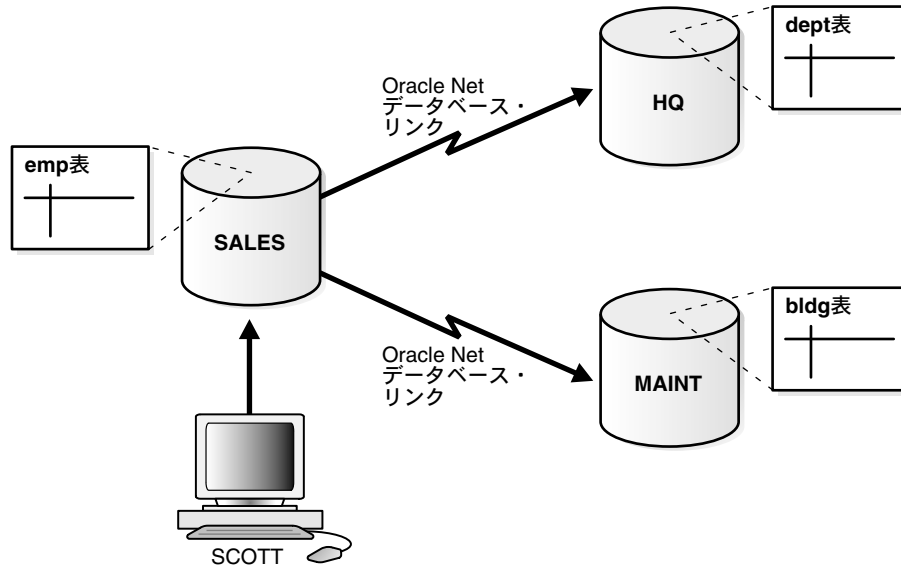 dept表
Oracle Net
データベース・
リンク
HQ
emp表
SALES
bldg表
Oracle Net
データベース・
リンク
MAINT
SCOTT